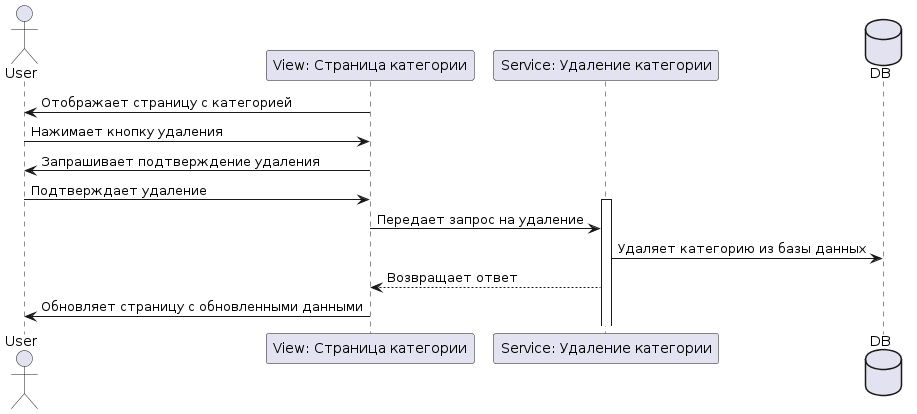 User
View: Страница категории
Service: Удаление категории
DB
Отображает страницу с категорией
Нажимает кнопку удаления
Запрашивает подтверждение удаления
Подтверждает удаление
Передает запрос на удаление
Удаляет категорию из базы данных
Возвращает ответ
Обновляет страницу с обновленными данными
User
View: Страница категории
Service: Удаление категории
DB